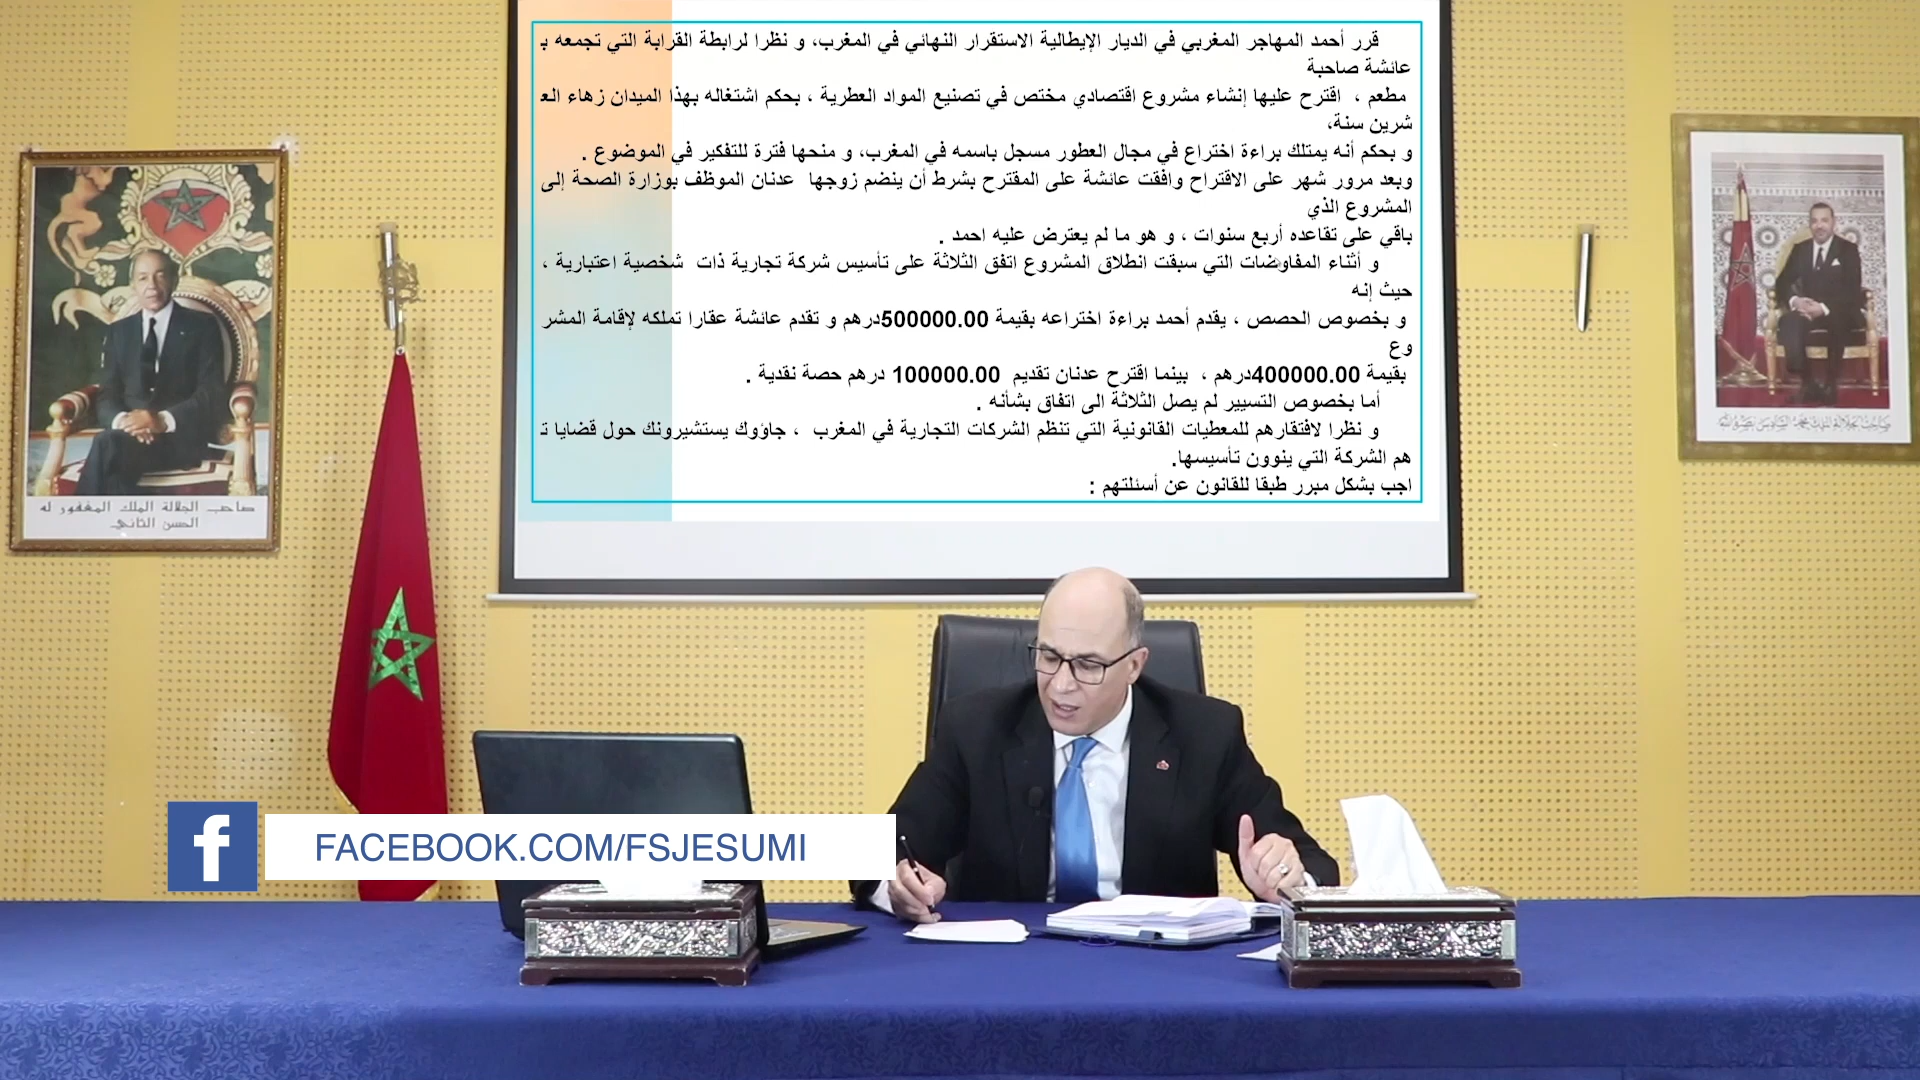 قرر أحمد المهاجر المغربي في الديار الإيطالية الاستقرار النهائي في المغرب، و نظرا لرابطة القرابة التي تجمعه ب
عائشة صاحبة
مطعم ، اقترح عليها إنشاء مشروع اقتصادي مختص في تصنيع المواد العطرية ، بحكم اشتغاله بهذا الميدان زهاء الع
شرين سنة،
و بحكم أنه يمتلك براءة اختراع في مجال العطور مسجل باسمه في المغرب، و منحها فترة للتفكير في الموضوع .
وبعد مرور شهر على الاقتراح وافقت عائشة على المقترح بشرط أن ينضم زوجها عدنان الموظف بوزارة الصحة إلى
المشروع الذي
باقي على تقاعده أربع سنوات ، و هو ما لم يعترض عليه احمد .
و أثناء المفاوضات التي سبقت انطلاق المشروع اتفق الثلاثة على تأسيس شركة تجارية ذات شخصية اعتبارية ،
حيث إنه
و بخصوص الحصص ، يقدم أحمد براءة اختراعه بقيمة 500000.00درهم و تقدم عائشة عقارا تملكه لإقامة المشر
وع
بقيمة 400000.00درهم ، بينما اقترح عدنان تقديم 100000.00 درهم حصة نقدية .
أما بخصوص التسيير لم يصل الثلاثة الى اتفاق بشأنه .
و نظرا لافتقارهم للمعطيات القانونية التي تنظم الشركات التجارية في المغرب ، جاؤوك يستشيرونك حول قضايا ت
هم الشركة التي ينوون تأسيسها.
اجب بشكل مبرر طبقا للقانون عن أسئلتهم :
صاحب الجلالة الملك المغفور له
الحسن الثاني
f FACEBOOK.COM/FSJESUMI